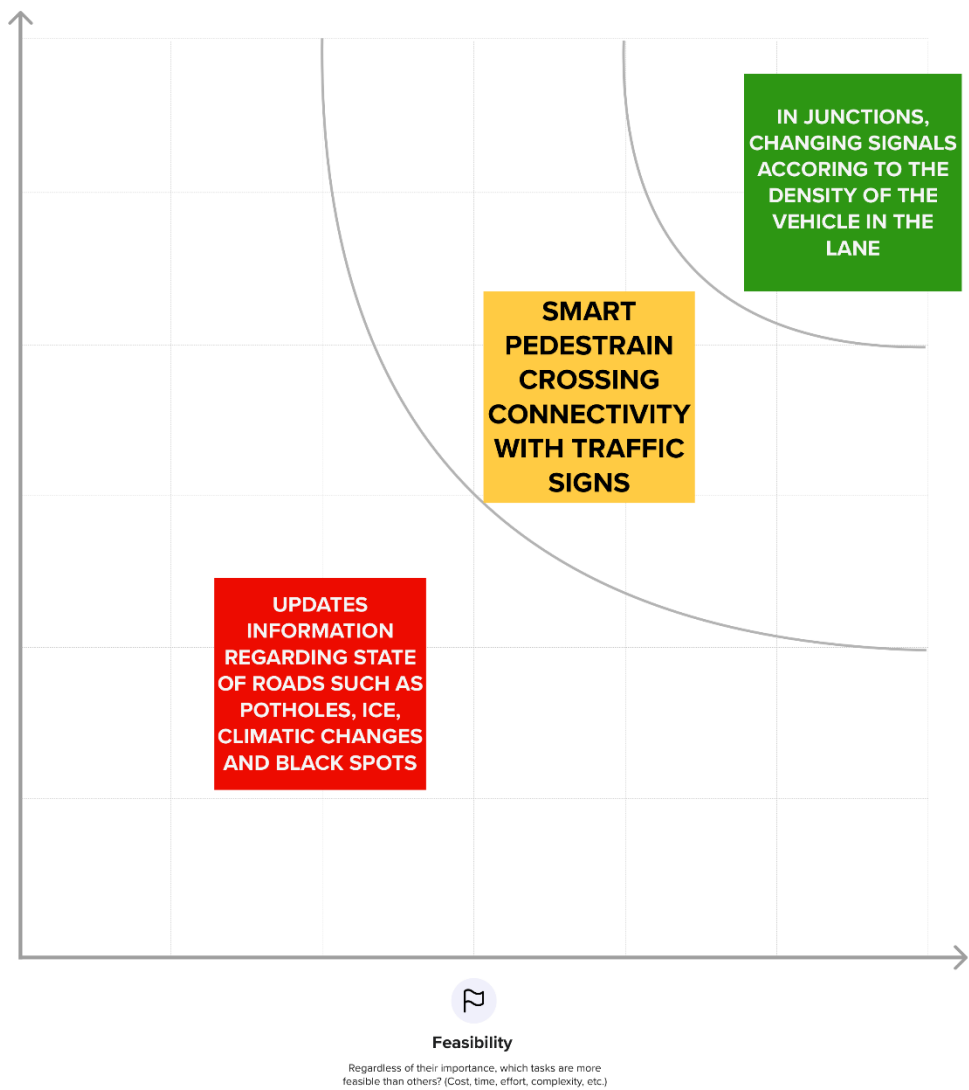 IN JUNCTIONS,
CHANGING SIGNALS
ACCORING TO THE
DENSITY OF THE
VEHICLE IN THE
LANE
SMART
PEDESTRAIN
CROSSING
CONNECTIVITY
WITH TRAFFIC
SIGNS
UPDATES
INFORMATION
REGARDING STATE
OF ROADS SUCH AS
POTHOLES, ICE,
CLIMATIC CHANGES
AND BLACK SPOTS
Feasibility
Regardless of their importance, which tasks are more
feasible than others? (Cost, time, effort, complexity, etc.)